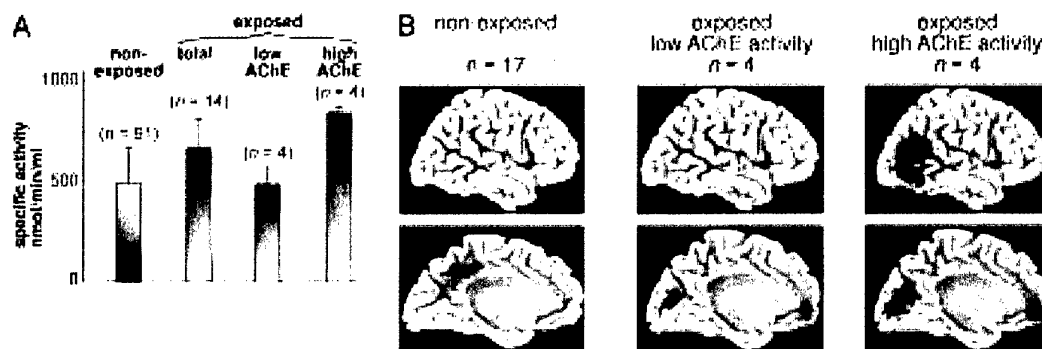 A
exposed
non-
exposed
total
low
AChE
high
AChE
1000
500
0
specific activity
nmol/min/ml
(n = 81)
(n = 14)
(n = 4)
(n = 4)
B
non-exposed
n = 17
exposed
low AChE activity
n = 4
exposed
high AChE activity
n = 4